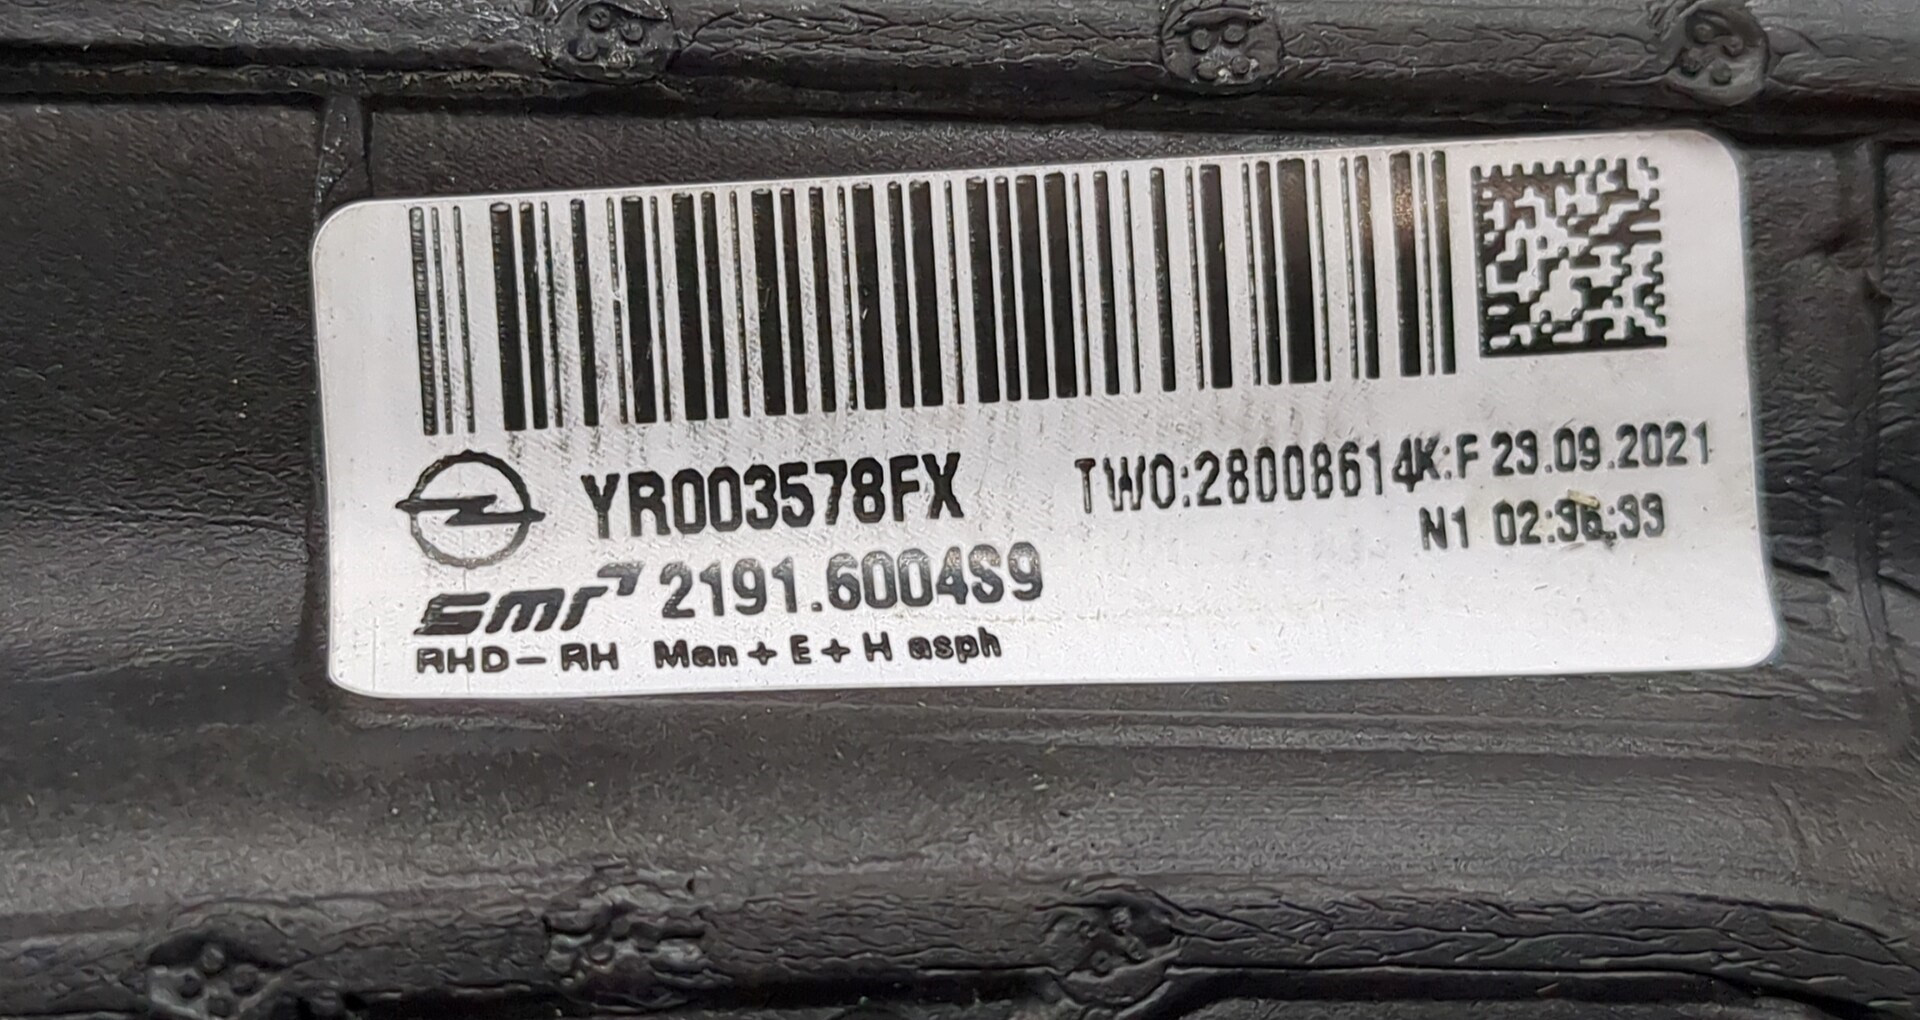 YR003578FX TWO:28008614K:F 23.09.2021
N1 02:36:33
smr 2191.6004S9
RHD-RH Man+E+H asph